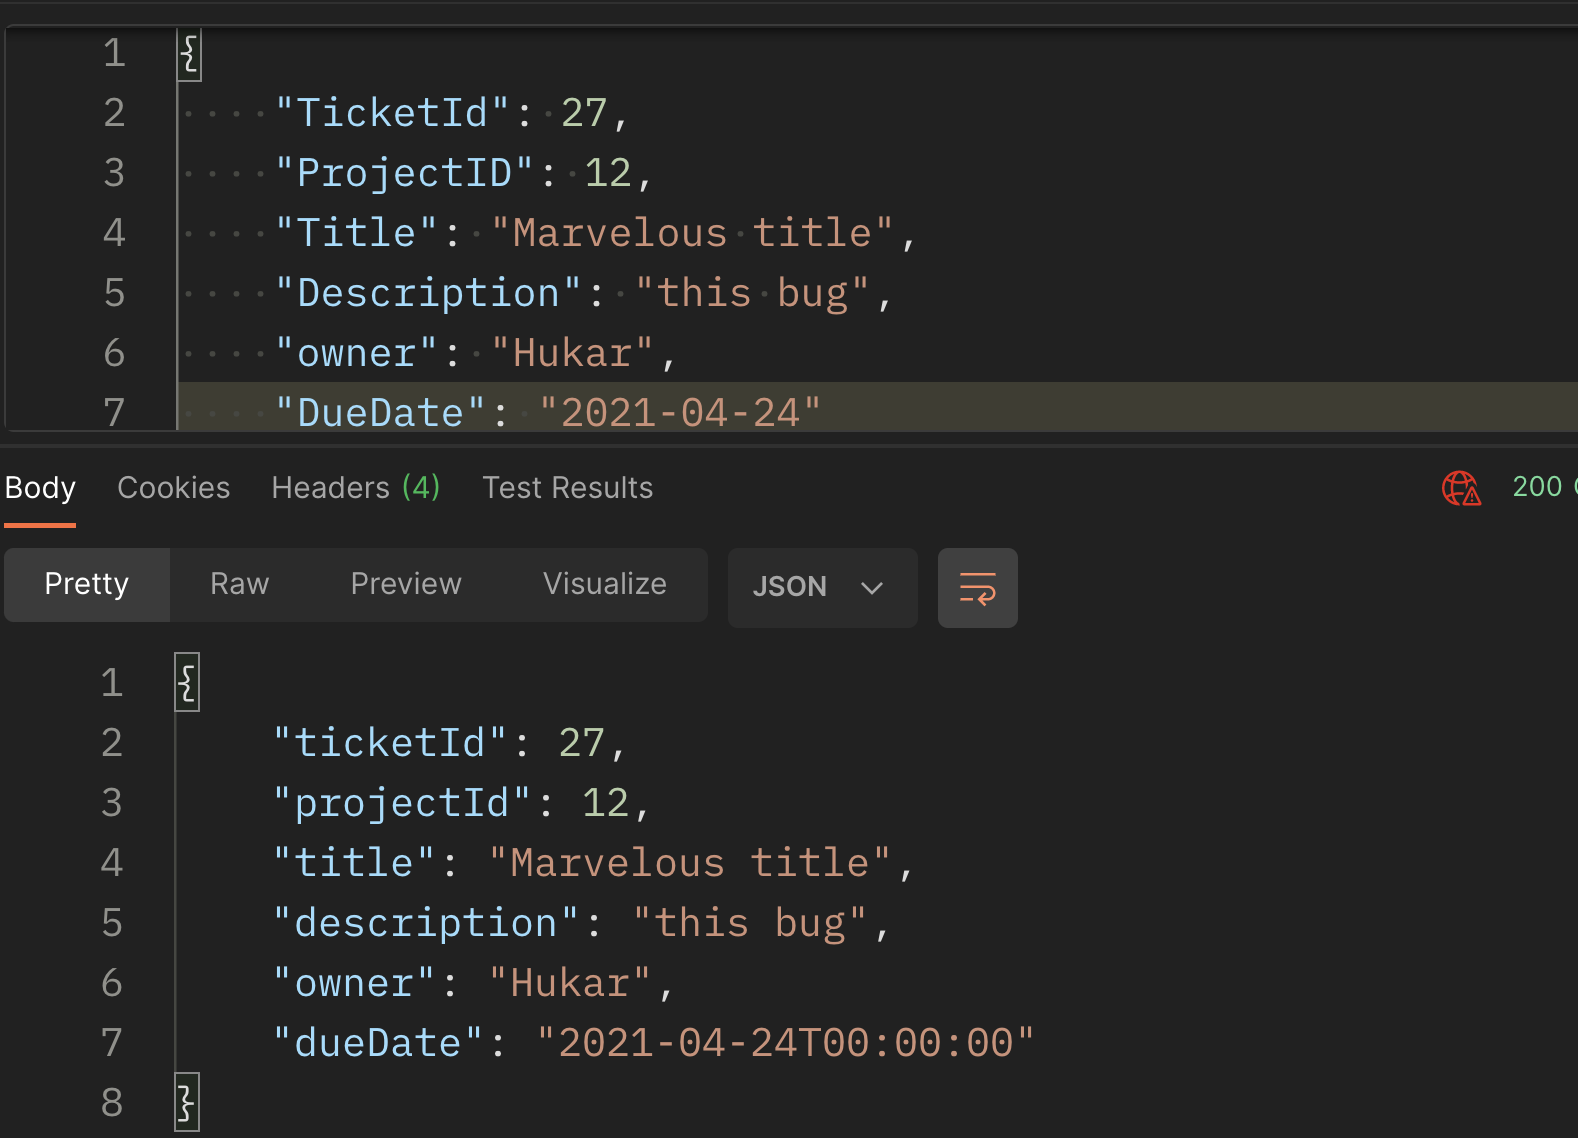 1 {
2 "TicketId": 27,
3 "ProjectID": 12,
4 "Title": "Marvelous title",
5 "Description": "this bug",
6 "owner": "Hukar",
7 "DueDate": "2021-04-24"
Body Cookies Headers (4) Test Results 200
Pretty Raw Preview Visualize JSON
1 {
2 "ticketId": 27,
3 "projectId": 12,
4 "title": "Marvelous title",
5 "description": "this bug",
6 "owner": "Hukar",
7 "dueDate": "2021-04-24T00:00:00"
8 }